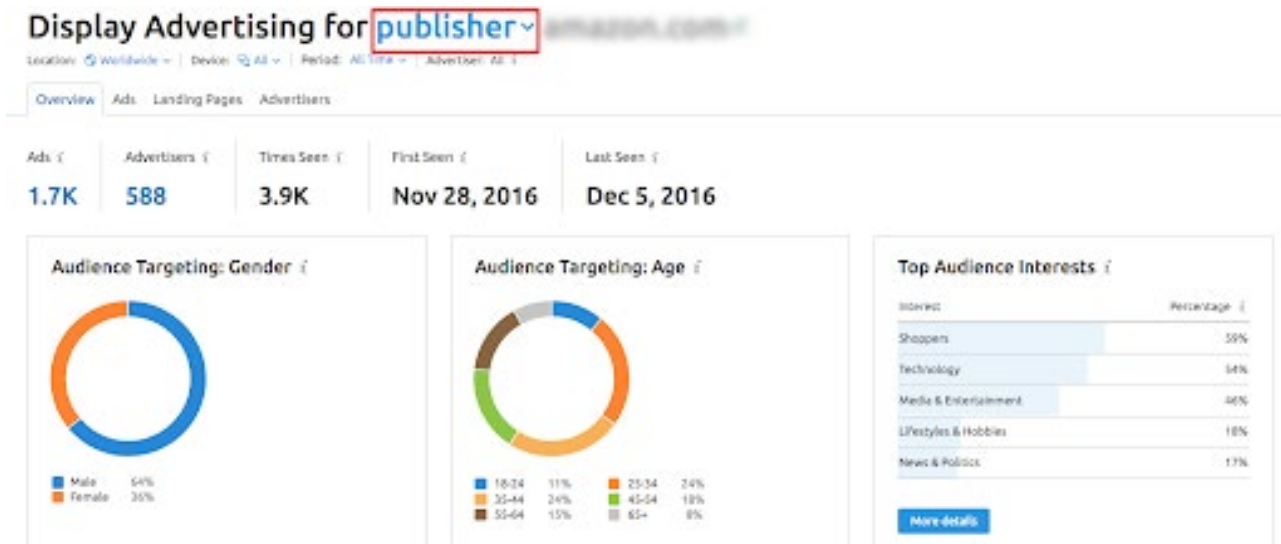 Display Advertising for publisher amazon.com
Location: Worldwide | Device: All | Period: All Time | Advertiser: All i
Overview Ads Landing Pages Advertisers
Ads i Advertisers i Times Seen i First Seen i Last Seen i
1.7K 588 3.9K Nov 28, 2016 Dec 5, 2016
Audience Targeting: Gender i
Male 64%
Female 36%
Audience Targeting: Age i
18-24 11% 25-34 24%
35-44 24% 45-54 18%
55-64 15% 65+ 8%
Top Audience Interests i
Interest Percentage i
Shoppers 59%
Technology 54%
Media & Entertainment 46%
Lifestyles & Hobbies 18%
News & Politics 17%
More details